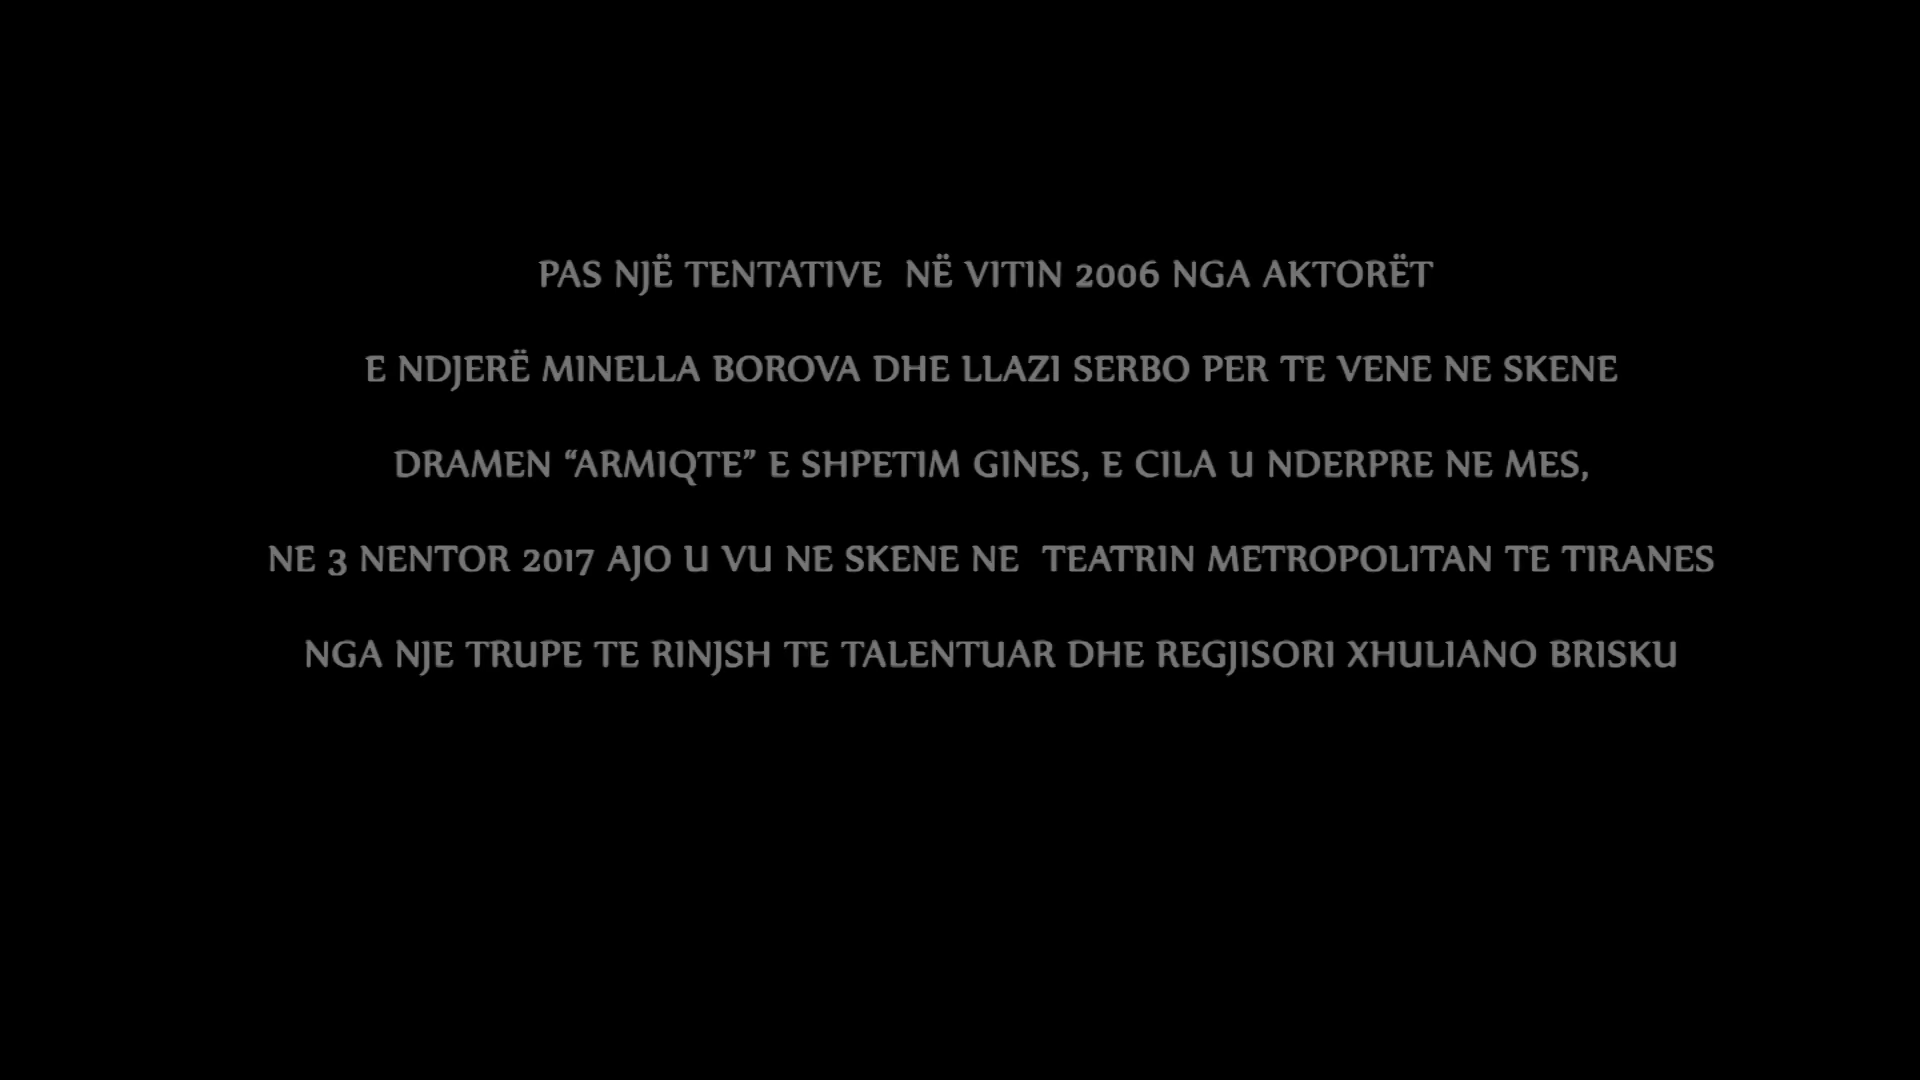 PAS NJË TENTATIVE NË VITIN 2006 NGA AKTORËT
E NDJERË MINELLA BOROVA DHE LLAZI SERBO PER TE VENE NE SKENE
DRAMEN “ARMIQTE” E SHPETIM GINES, E CILA U NDERPRE NE MES,
NE 3 NENTOR 2017 AJO U VU NE SKENE NE TEATRIN METROPOLITAN TE TIRANES
NGA NJE TRUPE TE RINJSH TE TALENTUAR DHE REGJISORI XHULIANO BRISKU